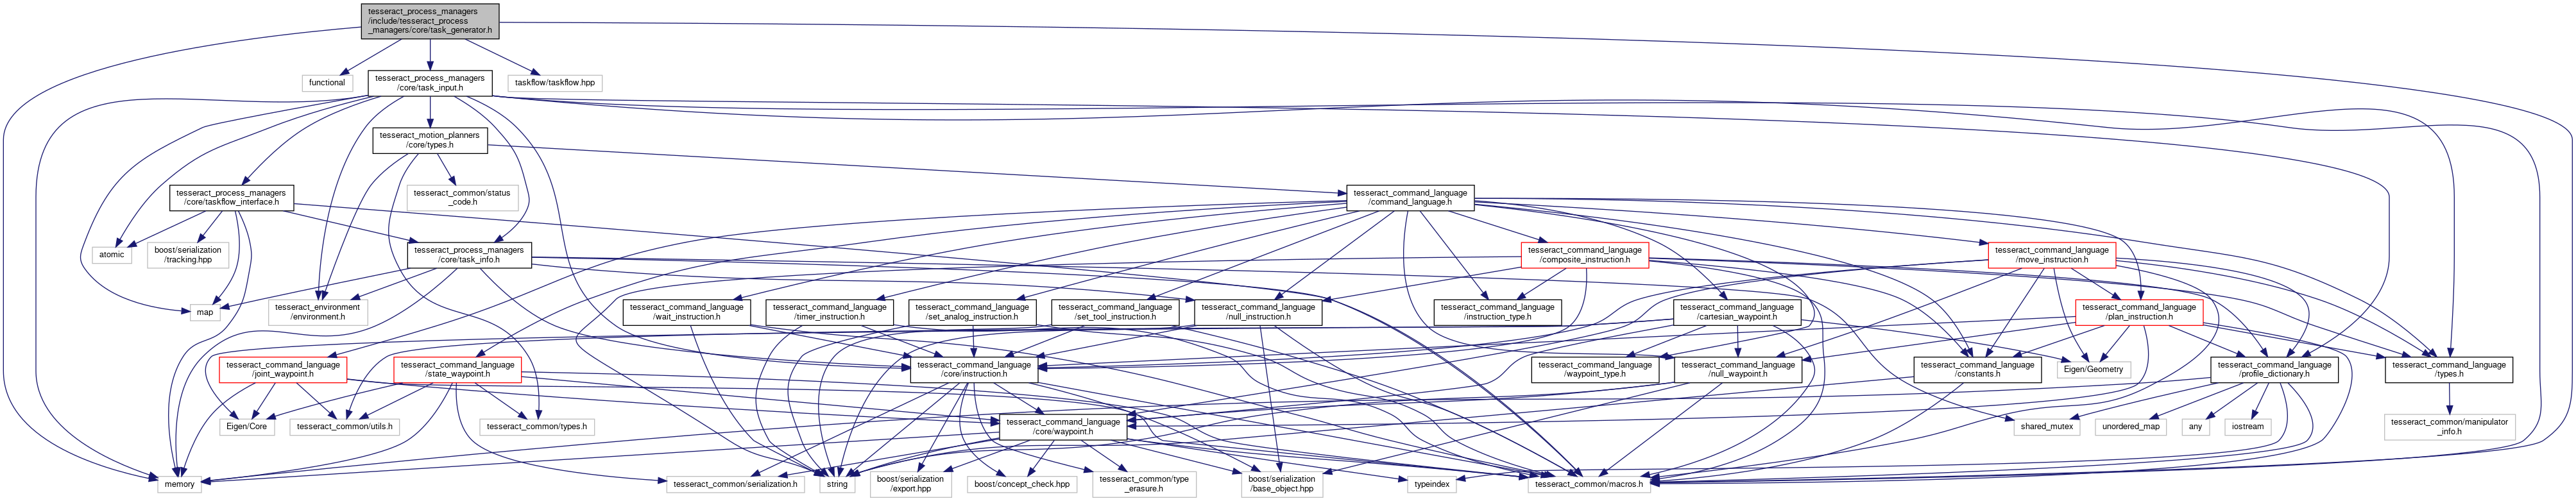 tesseract_process_managers
/include/tesseract_process
_managers/core/task_generator.h
functional
tesseract_process_managers
/core/task_input.h
taskflow/taskflow.hpp
tesseract_motion_planners
/core/types.h
tesseract_process_managers
/core/taskflow_interface.h
tesseract_common/status
_code.h
tesseract_command_language
/command_language.h
atomic
boost/serialization
/tracking.hpp
tesseract_process_managers
/core/task_info.h
tesseract_command_language
/composite_instruction.h
tesseract_command_language
/move_instruction.h
map
tesseract_environment
/environment.h
tesseract_command_language
/wait_instruction.h
tesseract_command_language
/timer_instruction.h
tesseract_command_language
/set_analog_instruction.h
tesseract_command_language
/set_tool_instruction.h
tesseract_command_language
/null_instruction.h
tesseract_command_language
/instruction_type.h
tesseract_command_language
/cartesian_waypoint.h
tesseract_command_language
/plan_instruction.h
tesseract_command_language
/joint_waypoint.h
tesseract_command_language
/state_waypoint.h
tesseract_command_language
/core/instruction.h
tesseract_command_language
/waypoint_type.h
tesseract_command_language
/null_waypoint.h
tesseract_command_language
/constants.h
Eigen/Geometry
tesseract_command_language
/profile_dictionary.h
tesseract_command_language
/types.h
Eigen/Core
tesseract_common/utils.h
tesseract_common/types.h
tesseract_command_language
/core/waypoint.h
shared_mutex
unordered_map
any
iostream
tesseract_common/manipulator
_info.h
memory
tesseract_common/serialization.h
string
boost/serialization
/export.hpp
boost/concept_check.hpp
tesseract_common/type
_erasure.h
boost/serialization
/base_object.hpp
typeindex
tesseract_common/macros.h